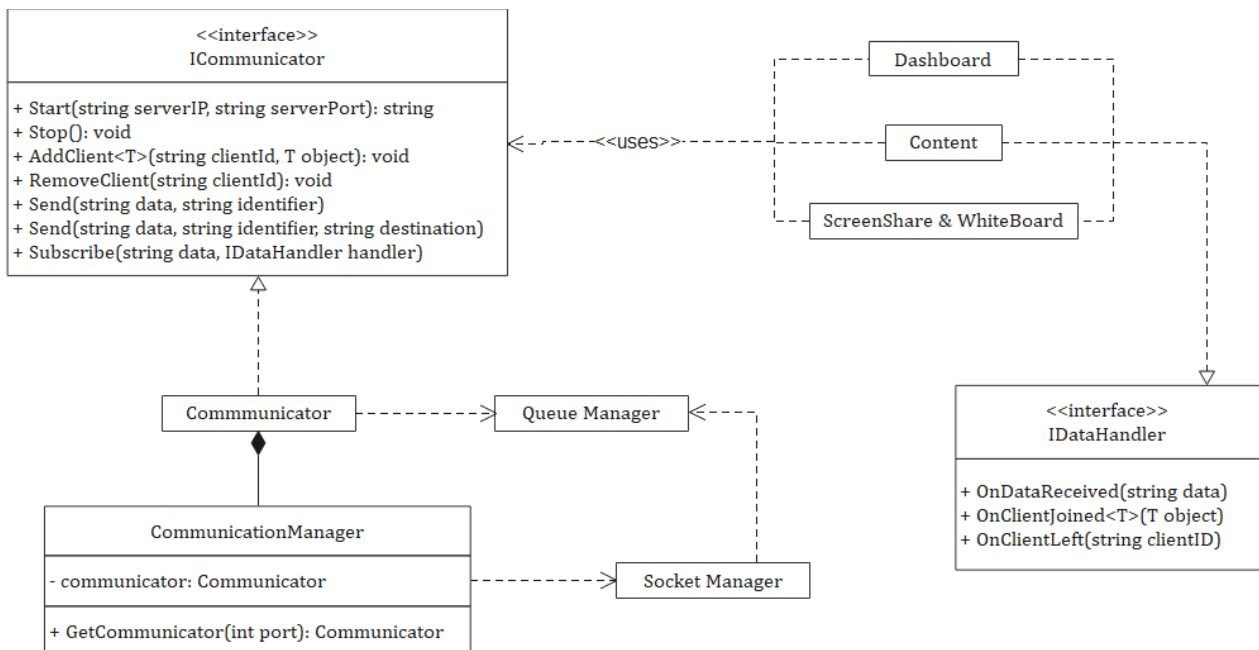 <<interface>>
ICommunicator
+ Start(string serverIP, string serverPort): string
+ Stop(): void
+ AddClient<T>(string clientId, T object): void
+ RemoveClient(string clientId): void
+ Send(string data, string identifier)
+ Send(string data, string identifier, string destination)
+ Subscribe(string data, IDataHandler handler)
<<uses>>
Dashboard
Content
ScreenShare & WhiteBoard
Commmunicator
Queue Manager
<<interface>>
IDataHandler
+ OnDataReceived(string data)
+ OnClientJoined<T>(T object)
+ OnClientLeft(string clientID)
CommunicationManager
- communicator: Communicator
+ GetCommunicator(int port): Communicator
Socket Manager